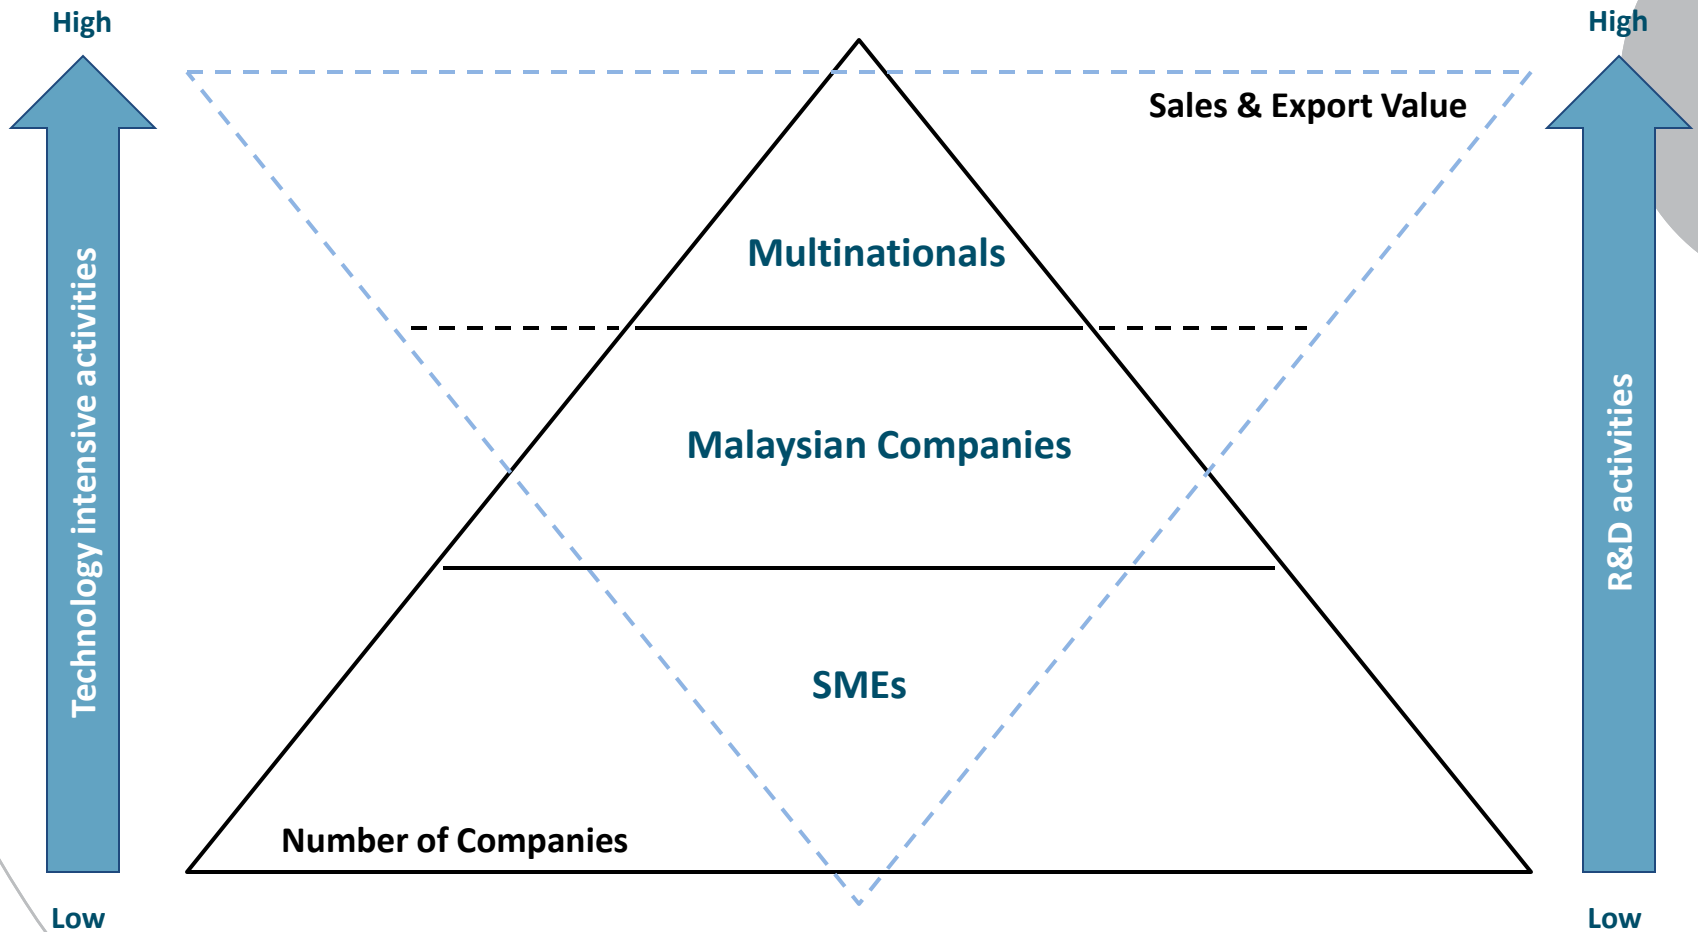 High
High
Sales & Export Value
Multinationals
Technology intensive activities
Malaysian Companies
R&D activities
SMEs
Number of Companies
Low
Low